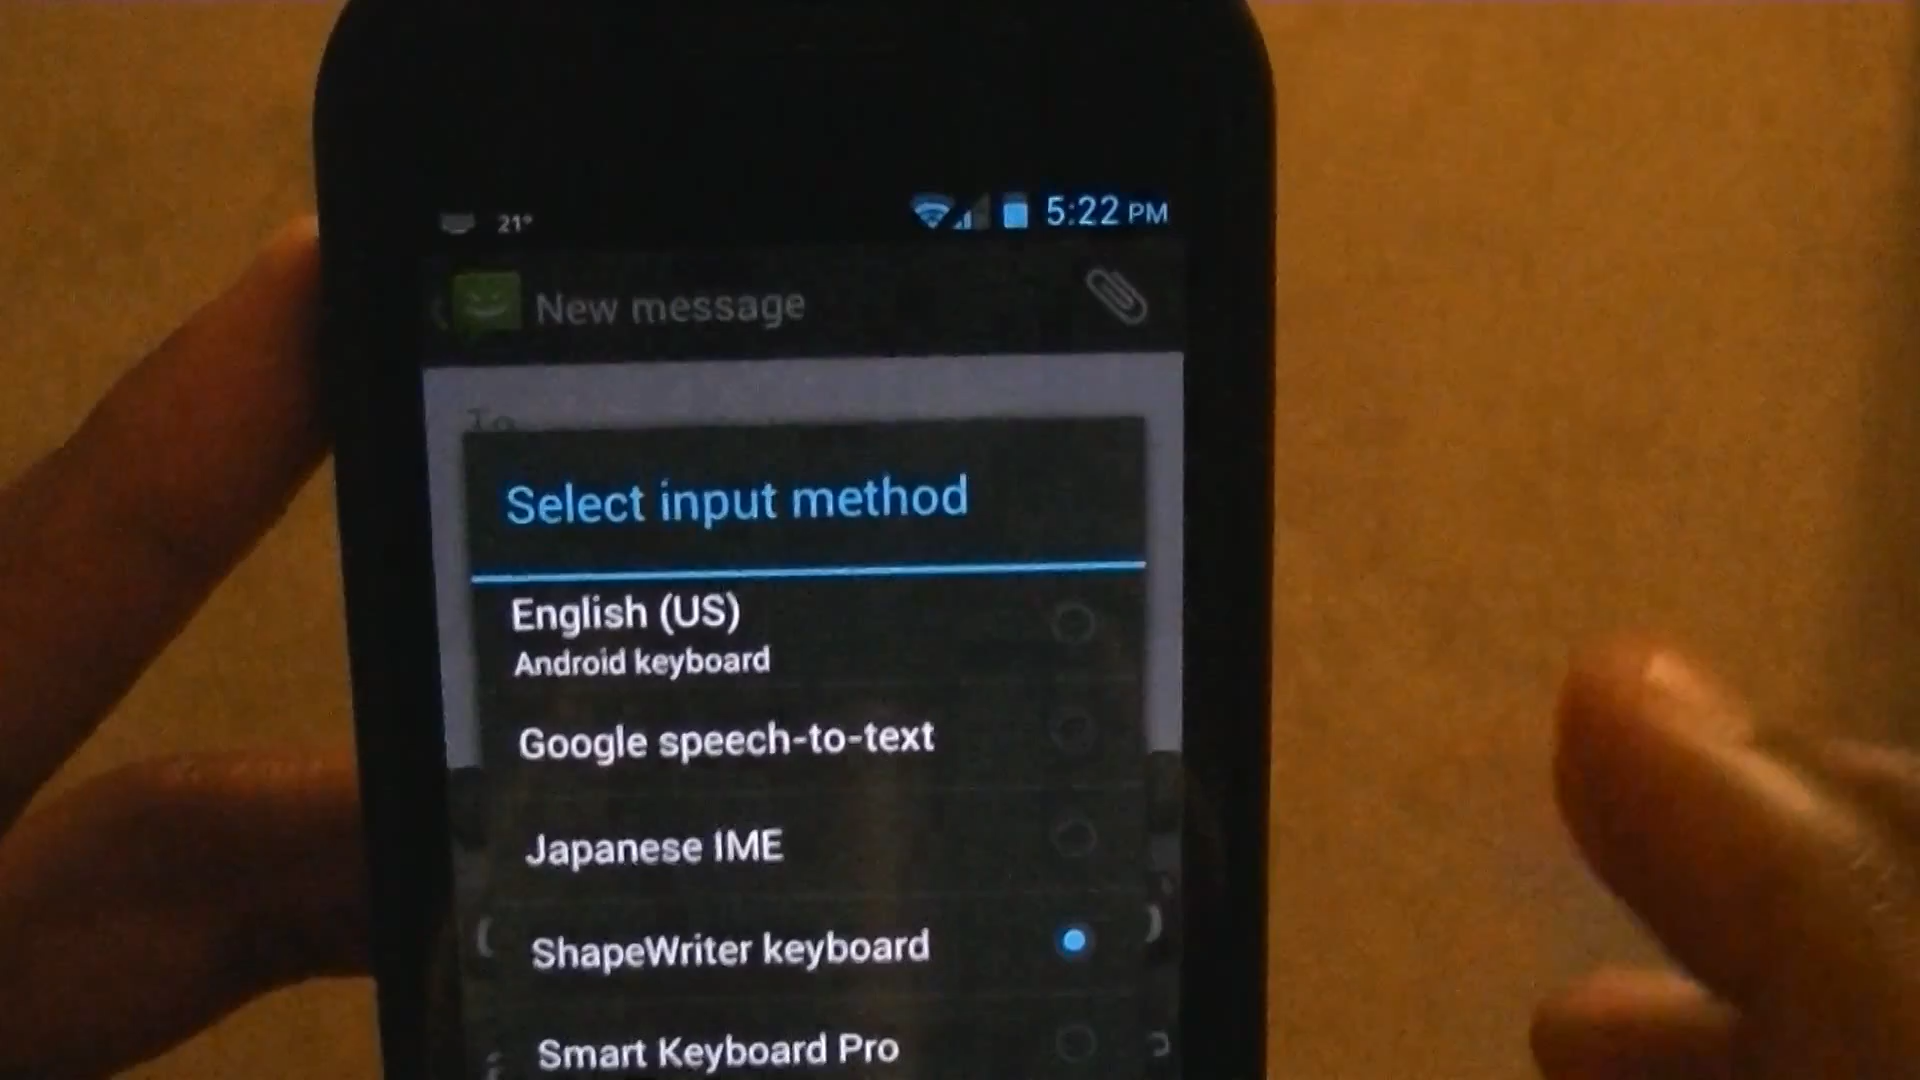 21° 5:22 PM
New message
To
Select input method
English (US)
Android keyboard
Google speech-to-text
Japanese IME
ShapeWriter keyboard
Smart Keyboard Pro